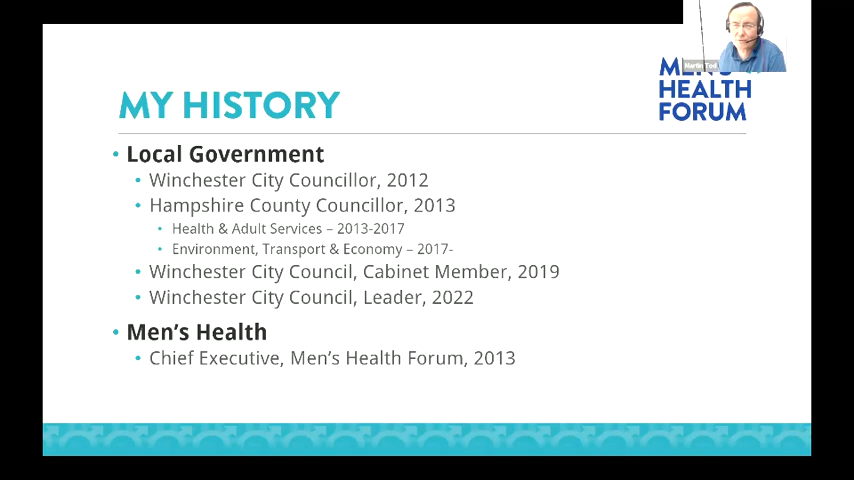 Martin Tod
MEN'S
HEALTH
FORUM
MY HISTORY
• Local Government
• Winchester City Councillor, 2012
• Hampshire County Councillor, 2013
• Health & Adult Services – 2013-2017
• Environment, Transport & Economy – 2017-
• Winchester City Council, Cabinet Member, 2019
• Winchester City Council, Leader, 2022
• Men’s Health
• Chief Executive, Men’s Health Forum, 2013